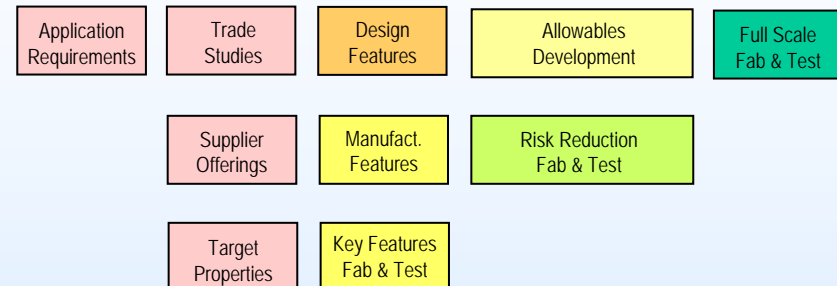 Application
Requirements
Trade
Studies
Design
Features
Allowables
Development
Full Scale
Fab & Test
Supplier
Offerings
Manufact.
Features
Risk Reduction
Fab & Test
Target
Properties
Key Features
Fab & Test